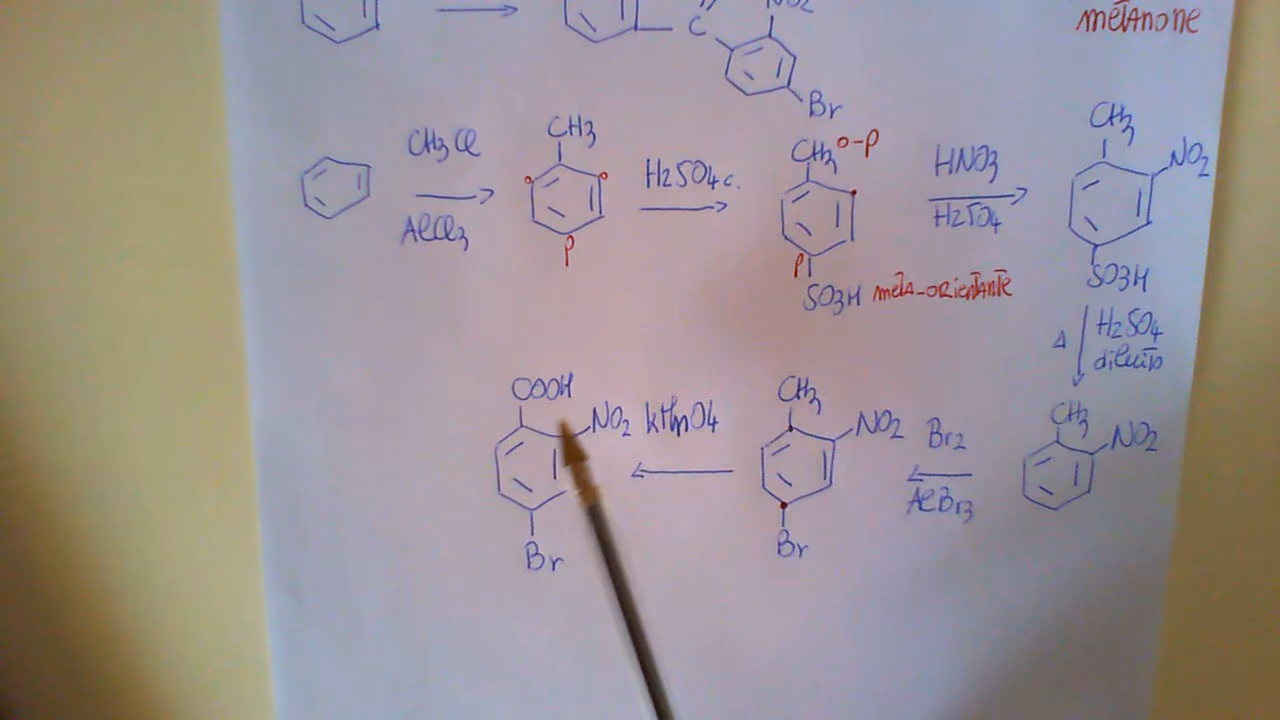 NO2
C
metanone
Br
CH3Cl
AlCl3
CH3
P
H2SO4 c.
CH3 o-p
P
SO3H meta-orientante
HNO3
H2SO4
CH3
NO2
SO3H
Δ H2SO4
diluito
CH3
NO2
Br2
AlBr3
CH3
NO2
Br
KMnO4
COOH
NO2
Br